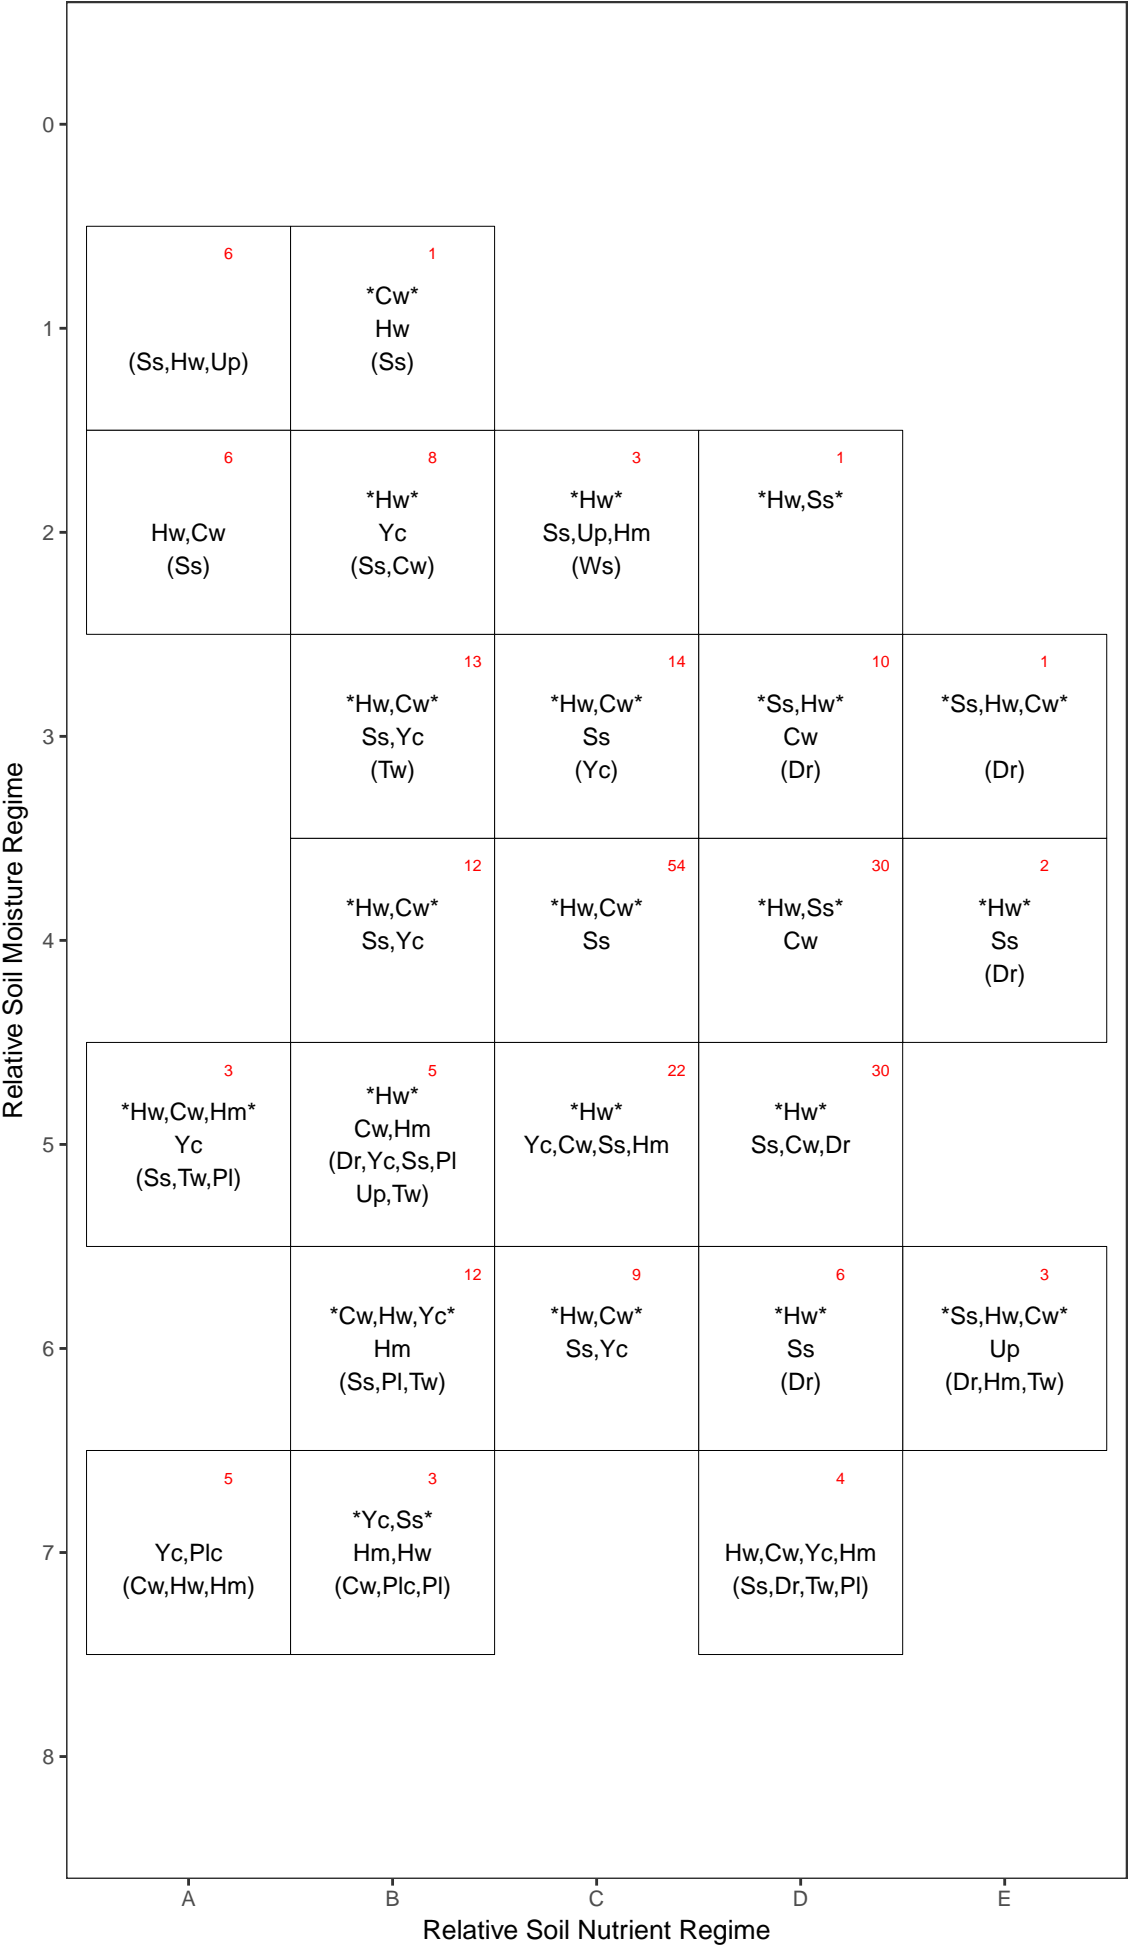 0
6
1
*Cw*
1
Hw
(Ss,Hw,Up)
(Ss)
6
8
3
1
*Hw*
*Hw*
*Hw,Ss*
2
Hw,Cw
Yc
Ss,Up,Hm
(Ss)
(Ss,Cw)
(Ws)
13
14
10
1
*Hw,Cw*
*Hw,Cw*
*Ss,Hw*
*Ss,Hw,Cw*
3
Ss,Yc
Ss
Cw
(Tw)
(Yc)
(Dr)
(Dr)
12
54
30
2
*Hw,Cw*
*Hw,Cw*
*Hw,Ss*
*Hw*
4
Ss,Yc
Ss
Cw
Ss
(Dr)
3
5
22
30
*Hw,Cw,Hm*
*Hw*
*Hw*
*Hw*
5
Yc
Cw,Hm
Yc,Cw,Ss,Hm
Ss,Cw,Dr
(Ss,Tw,Pl)
(Dr,Yc,Ss,Pl
Up,Tw)
12
9
6
3
*Cw,Hw,Yc*
*Hw,Cw*
*Hw*
*Ss,Hw,Cw*
6
Hm
Ss,Yc
Ss
Up
(Ss,Pl,Tw)
(Dr)
(Dr,Hm,Tw)
5
3
4
*Yc,Ss*
7
Yc,Plc
Hm,Hw
Hw,Cw,Yc,Hm
(Cw,Hw,Hm)
(Cw,Plc,Pl)
(Ss,Dr,Tw,Pl)
8
Relative Soil Moisture Regime
A
B
C
D
E
Relative Soil Nutrient Regime